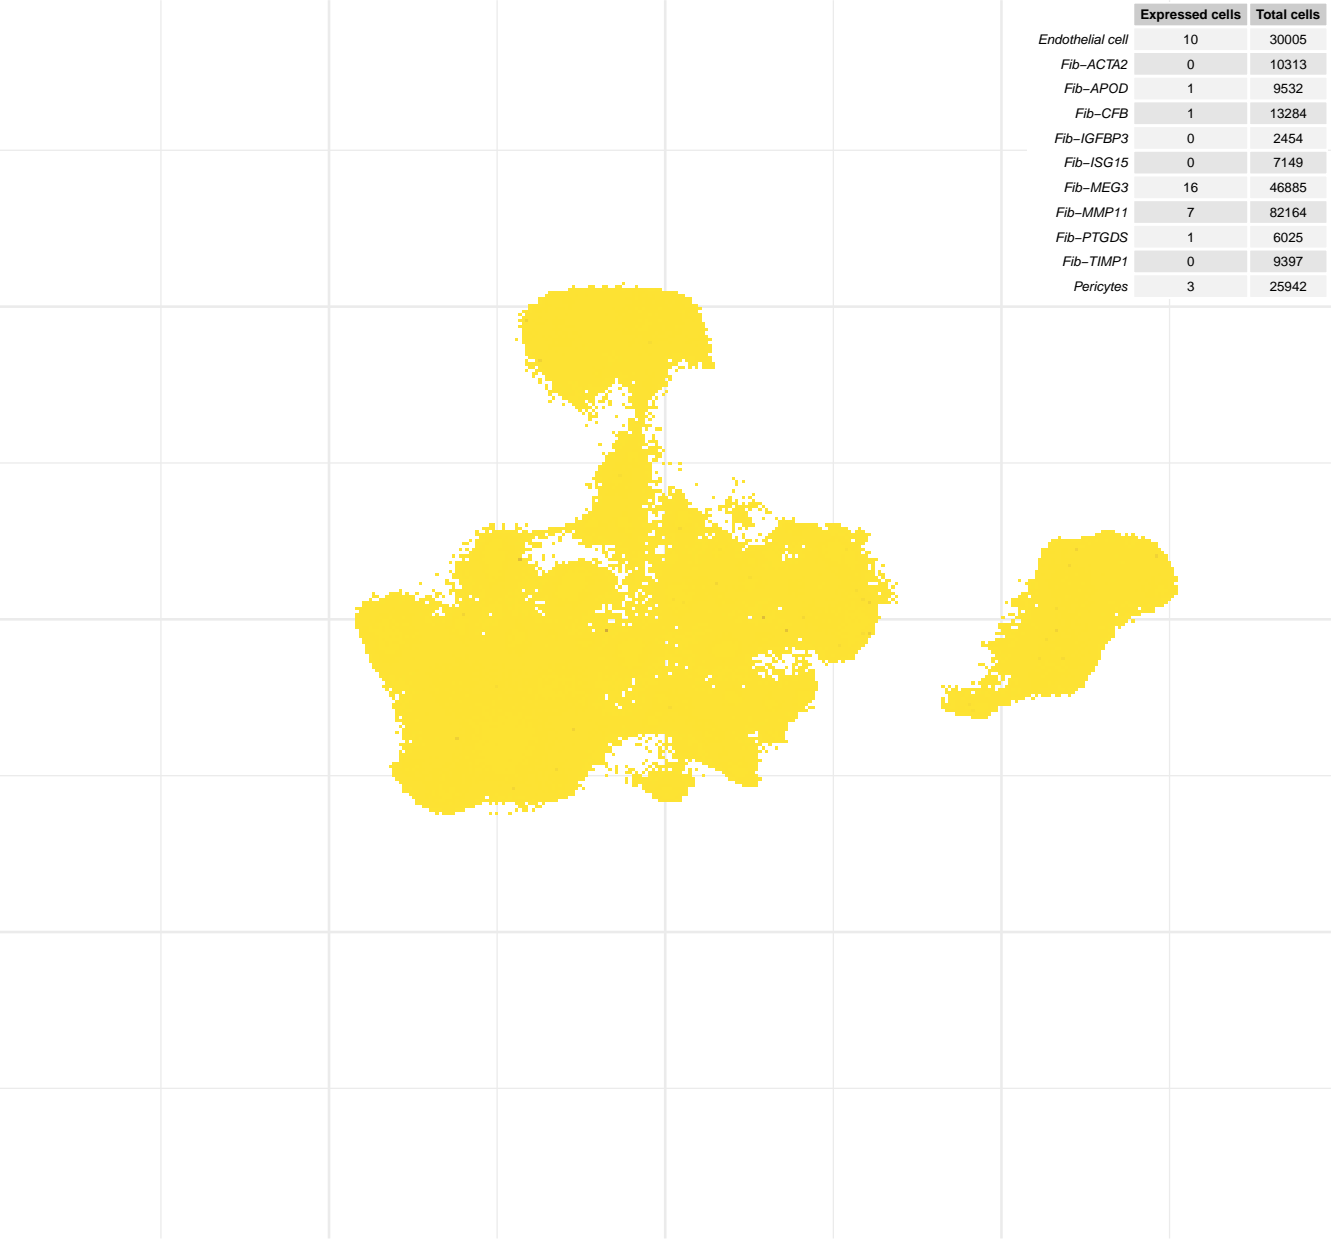 Expressed cells Total cells
Endothelial cell 10 30005
Fib−ACTA2 0 10313
Fib−APOD 1 9532
Fib−CFB 1 13284
Fib−IGFBP3 0 2454
Fib−ISG15 0 7149
Fib−MEG3 16 46885
Fib−MMP11 7 82164
Fib−PTGDS 1 6025
Fib−TIMP1 0 9397
Pericytes 3 25942